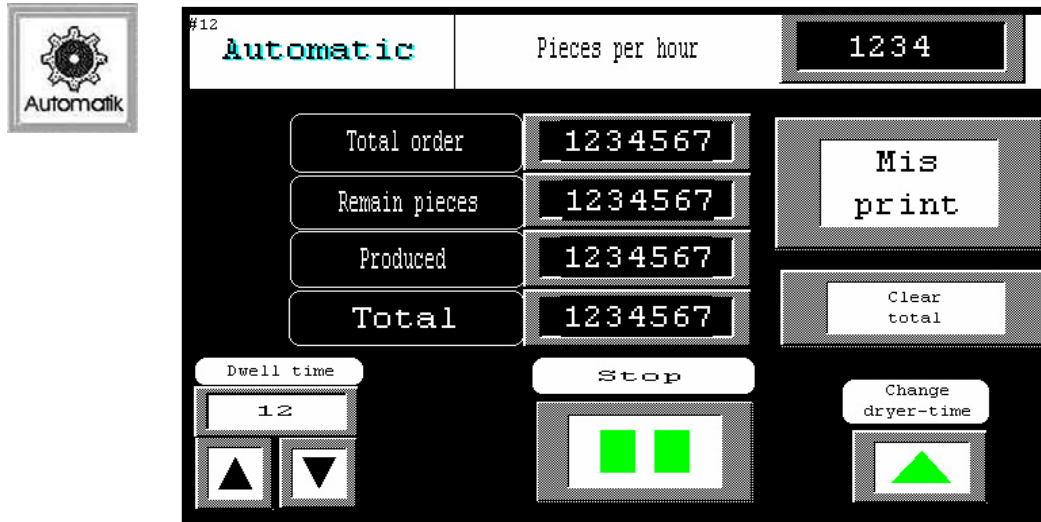 Automatik
#12
Automatic
Pieces per hour
1234
Total order
1234567
Remain pieces
1234567
Produced
1234567
Total
1234567
Mis
print
Clear
total
Dwell time
12
Stop
Change
dryer-time